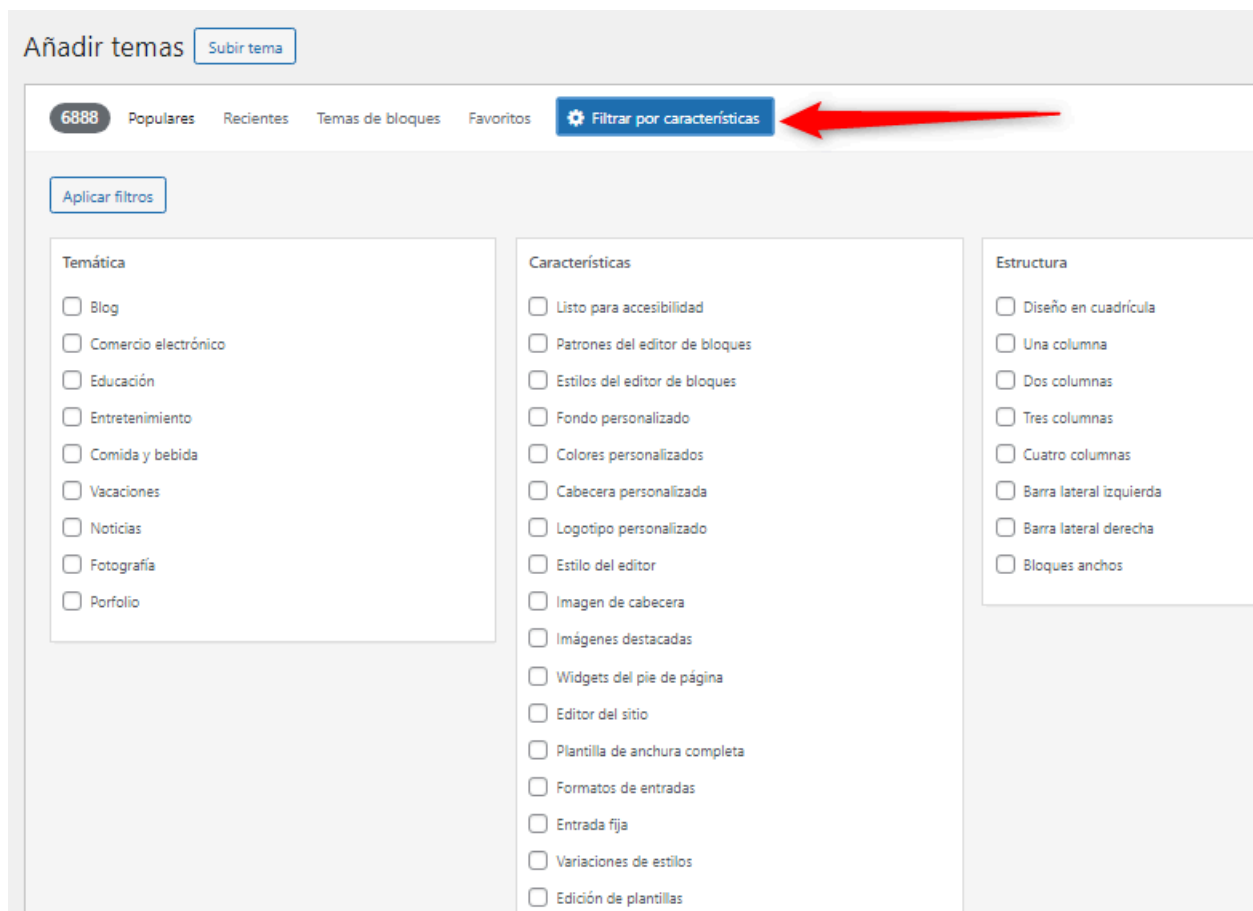 Añadir temas Subir tema
6888 Populares Recientes Temas de bloques Favoritos Filtrar por características
Aplicar filtros
Temática
Blog
Comercio electrónico
Educación
Entretenimiento
Comida y bebida
Vacaciones
Noticias
Fotografía
Porfolio
Características
Listo para accesibilidad
Patrones del editor de bloques
Estilos del editor de bloques
Fondo personalizado
Colores personalizados
Cabecera personalizada
Logotipo personalizado
Estilo del editor
Imagen de cabecera
Imágenes destacadas
Widgets del pie de página
Editor del sitio
Plantilla de anchura completa
Formatos de entradas
Entrada fija
Variaciones de estilos
Edición de plantillas
Estructura
Diseño en cuadrícula
Una columna
Dos columnas
Tres columnas
Cuatro columnas
Barra lateral izquierda
Barra lateral derecha
Bloques anchos